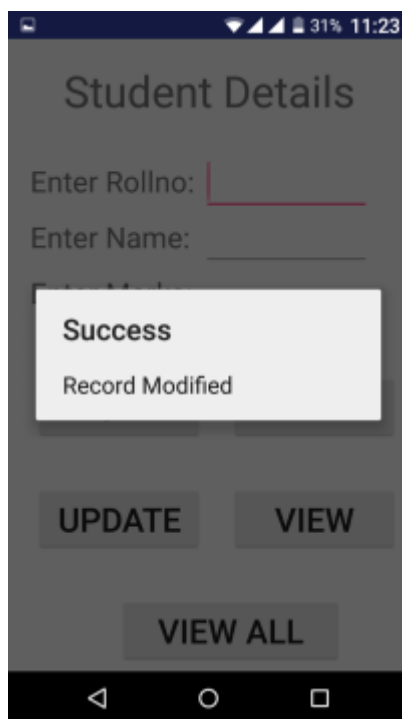 31% 11:23
Student Details
Enter Rollno:
Enter Name:
Success
Record Modified
UPDATE VIEW
VIEW ALL